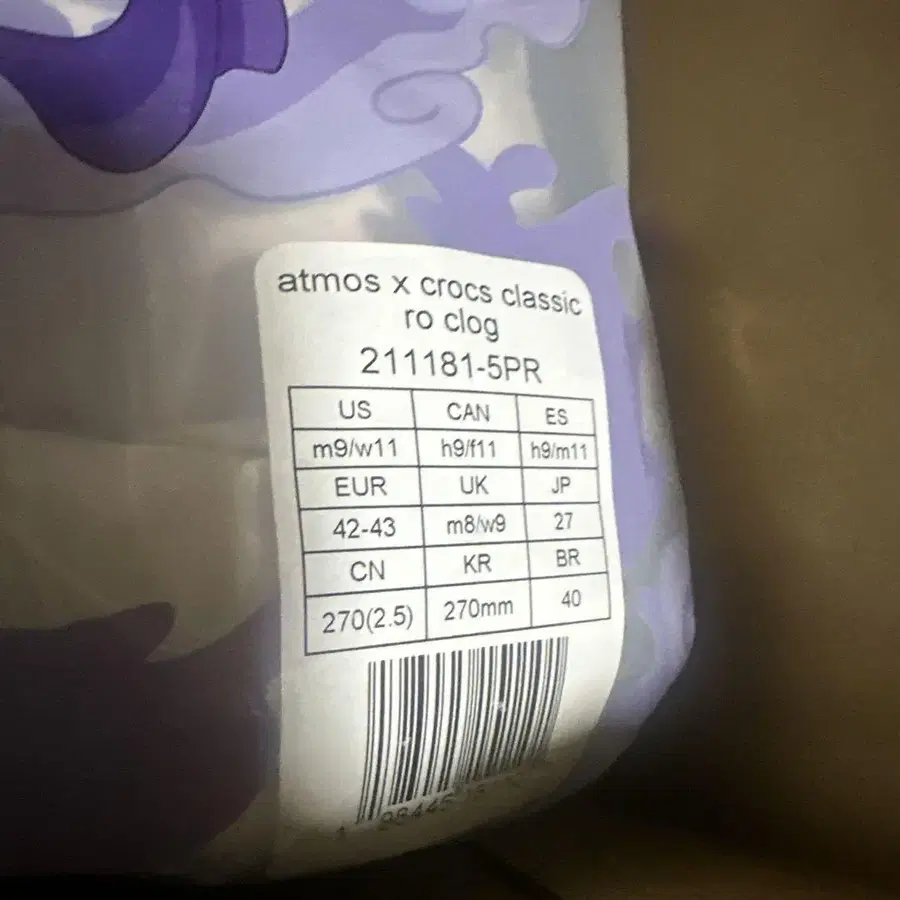 atmos x crocs classic
ro clog
211181-5PR
US CAN ES
m9/w11 h9/f11 h9/m11
EUR UK JP
42-43 m8/w9 27
CN KR BR
270(2.5) 270mm 40